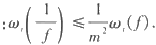 ; ω_r(1/f) ≤ 1/m² ω_r(f).